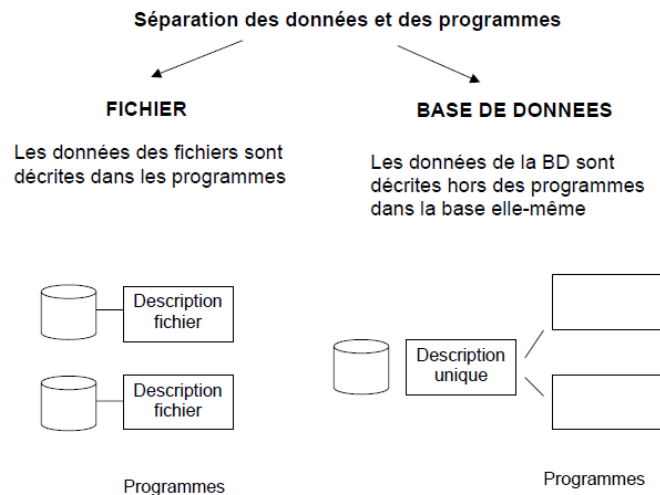 Séparation des données et des programmes
FICHIER
Les données des fichiers sont
décrites dans les programmes
BASE DE DONNEES
Les données de la BD sont
décrites hors des programmes
dans la base elle-même
Description
fichier
Description
fichier
Programmes
Description
unique
Programmes